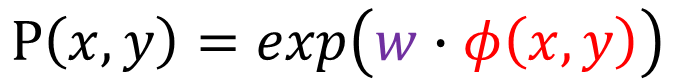 P(x, y) = exp(w · ϕ(x, y))